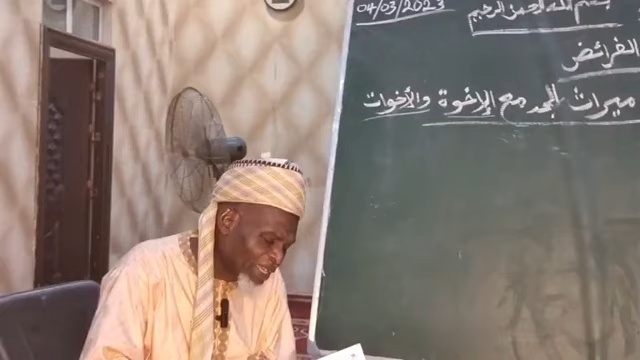 بسم الله الرحمن الرحيم
04/03/2023
الفرائض
ميراث الجد مع الإخوة والأخوات